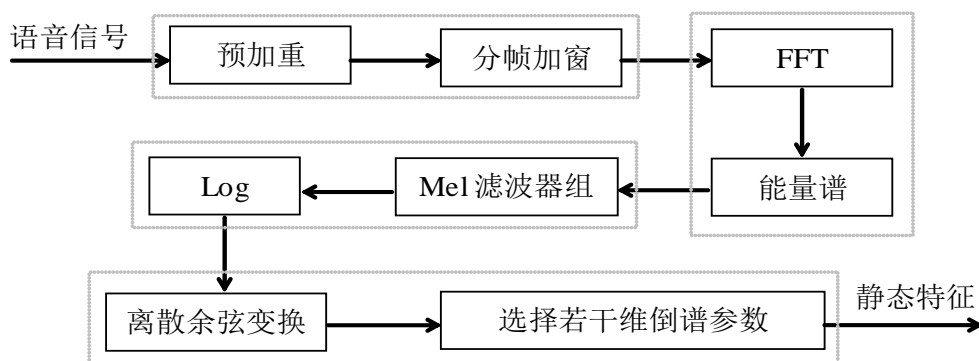 语音信号
预加重
分帧加窗
FFT
能量谱
Mel 滤波器组
Log
离散余弦变换
选择若干维倒谱参数
静态特征